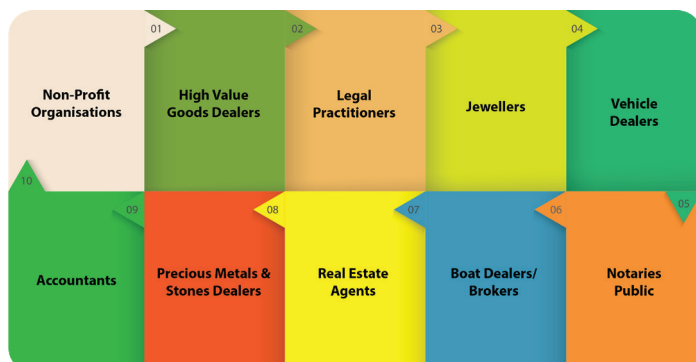 01
02
03
04
Non-Profit
Organisations
High Value
Goods Dealers
Legal
Practitioners
Jewellers
Vehicle
Dealers
10
09
08
07
06
05
Accountants
Precious Metals &
Stones Dealers
Real Estate
Agents
Boat Dealers/
Brokers
Notaries
Public